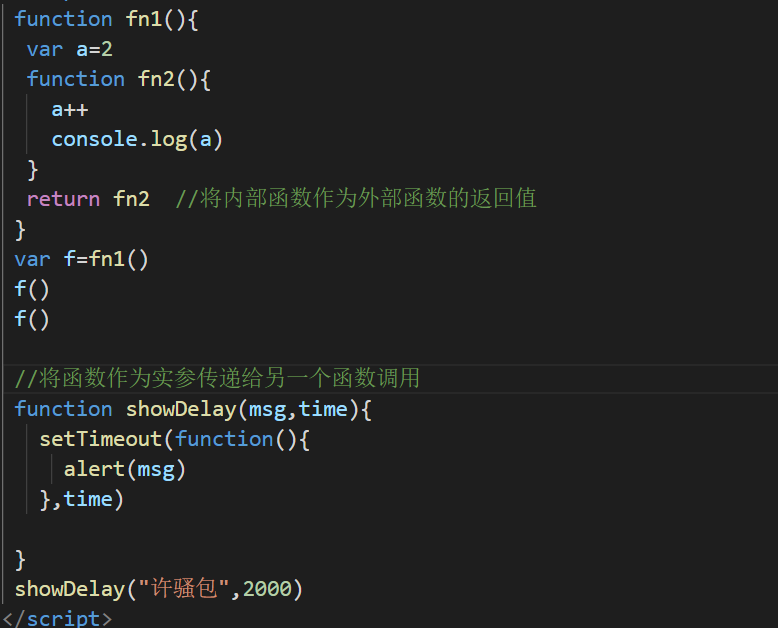 function fn1(){
var a=2
function fn2(){
a++
console.log(a)
}
return fn2  //将内部函数作为外部函数的返回值
}
var f=fn1()
f()
f()
//将函数作为实参传递给另一个函数调用
function showDelay(msg,time){
setTimeout(function(){
alert(msg)
},time)
}
showDelay("许骚包",2000)
</script>